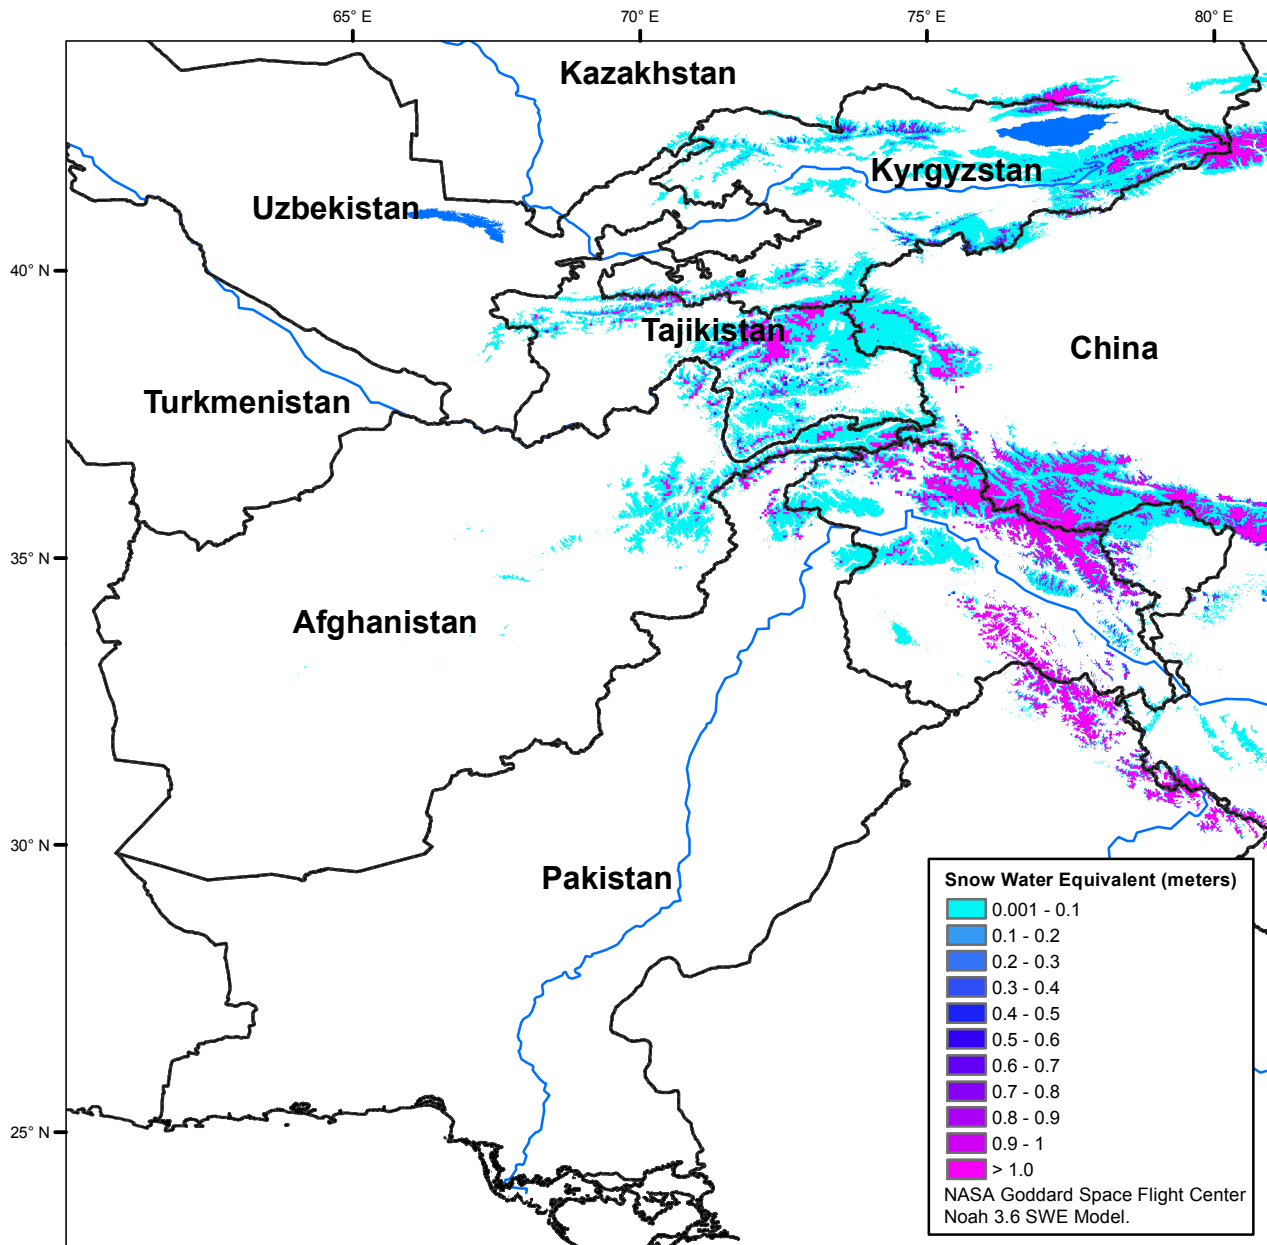 65° E
70° E
75° E
80° E
Kazakhstan
Kyrgyzstan
Uzbekistan
40° N
Tajikistan
China
Turkmenistan
35° N
Afghanistan
30° N
Pakistan
25° N
Snow Water Equivalent (meters)
0.001 - 0.1
0.1 - 0.2
0.2 - 0.3
0.3 - 0.4
0.4 - 0.5
0.5 - 0.6
0.6 - 0.7
0.7 - 0.8
0.8 - 0.9
0.9 - 1
> 1.0
NASA Goddard Space Flight Center
Noah 3.6 SWE Model.